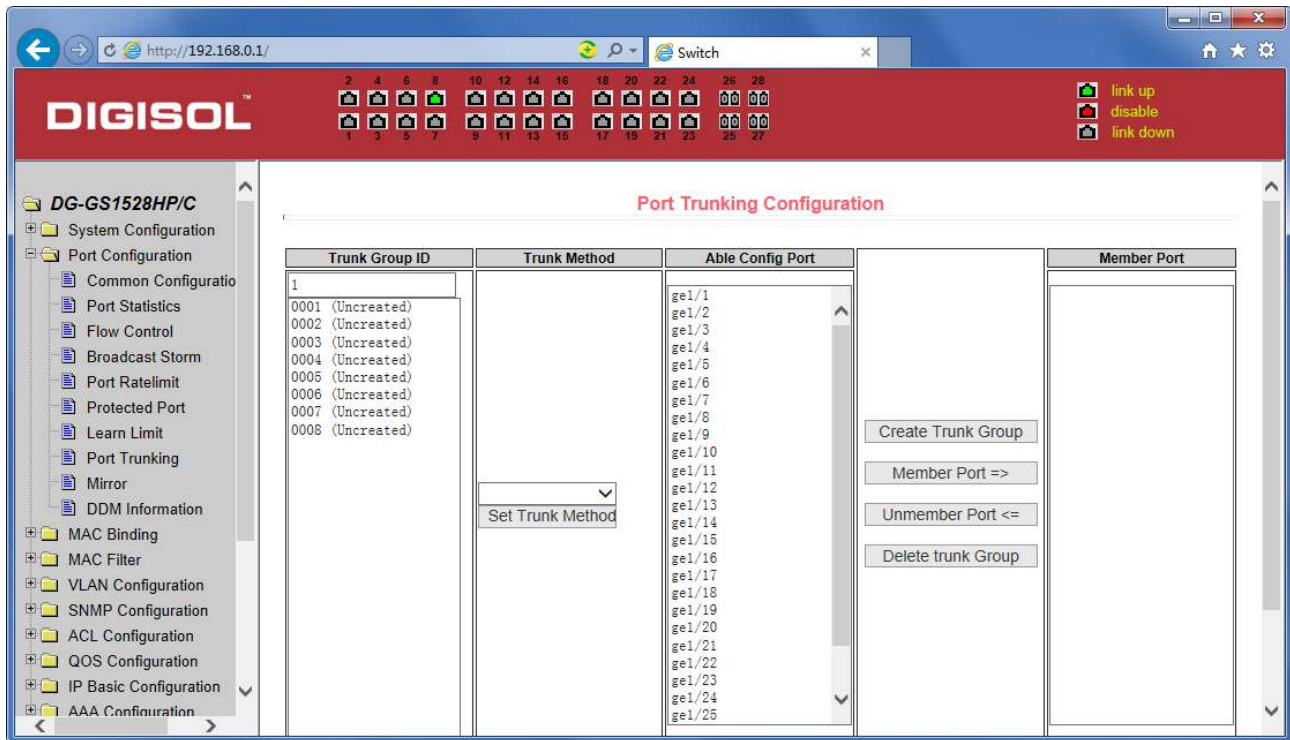 http://192.168.0.1/
Switch
DIGISOL™
2 4 6 8 10 12 14 16 18 20 22 24 26 28
1 3 5 7 9 11 13 15 17 19 21 23 25 27
link up
disable
link down
DG-GS1528HP/C
System Configuration
Port Configuration
Common Configuratio
Port Statistics
Flow Control
Broadcast Storm
Port Ratelimit
Protected Port
Learn Limit
Port Trunking
Mirror
DDM Information
MAC Binding
MAC Filter
VLAN Configuration
SNMP Configuration
ACL Configuration
QOS Configuration
IP Basic Configuration
AAA Configuration
Port Trunking Configuration
Trunk Group ID
1
0001 (Uncreated)
0002 (Uncreated)
0003 (Uncreated)
0004 (Uncreated)
0005 (Uncreated)
0006 (Uncreated)
0007 (Uncreated)
0008 (Uncreated)
Trunk Method
Set Trunk Method
Able Config Port
ge1/1
ge1/2
ge1/3
ge1/4
ge1/5
ge1/6
ge1/7
ge1/8
ge1/9
ge1/10
ge1/11
ge1/12
ge1/13
ge1/14
ge1/15
ge1/16
ge1/17
ge1/18
ge1/19
ge1/20
ge1/21
ge1/22
ge1/23
ge1/24
ge1/25
Create Trunk Group
Member Port =>
Unmember Port <=
Delete trunk Group
Member Port